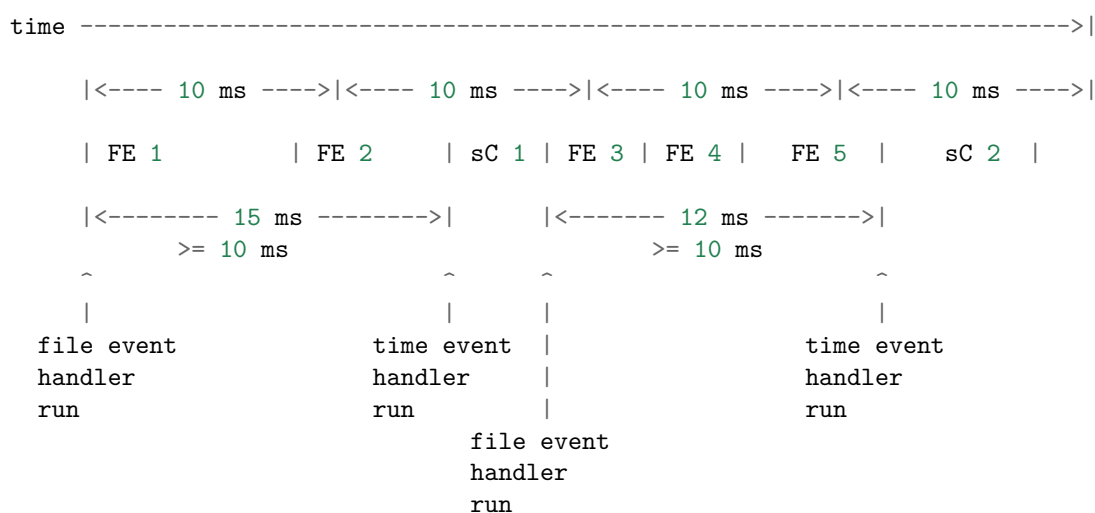 time ------------------------------------------------------------------------>|
|<---- 10 ms ---->|<---- 10 ms ---->|<---- 10 ms ---->|<---- 10 ms ---->|
| FE 1 | FE 2 | sC 1 | FE 3 | FE 4 | FE 5 | sC 2 |
|<-------- 15 ms -------->| |<------- 12 ms ------->|
>= 10 ms >= 10 ms
^ ^ ^ ^
| | | |
file event time event | time event
handler handler | handler
run run | run
file event
handler
run